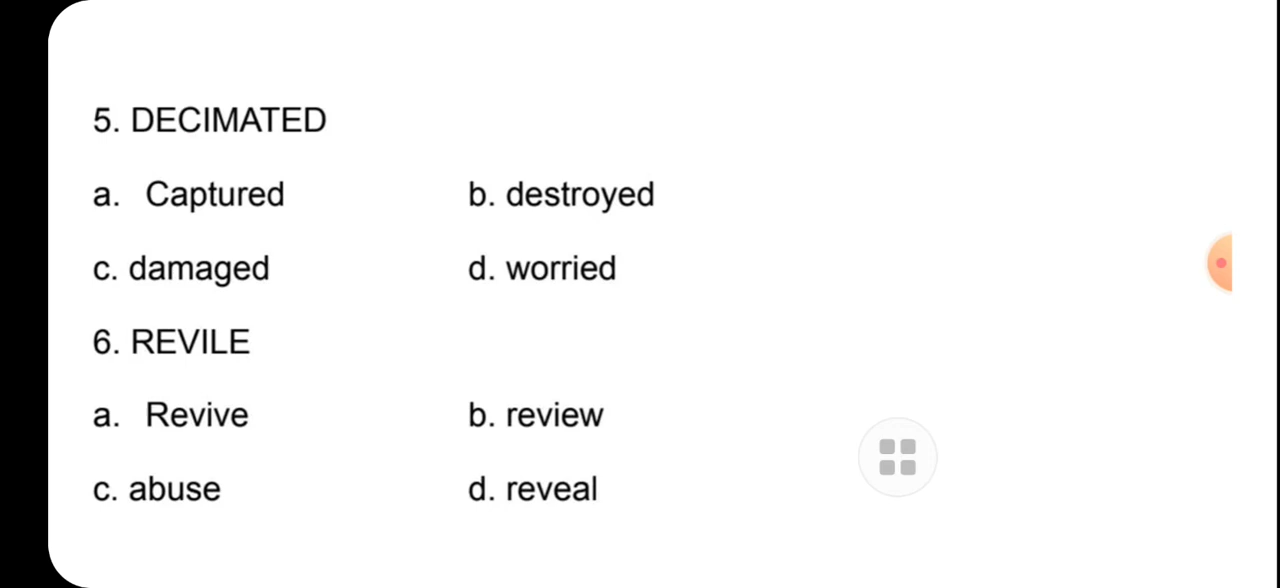 5. DECIMATED
a. Captured b. destroyed
c. damaged d. worried
6. REVILE
a. Revive b. review
c. abuse d. reveal